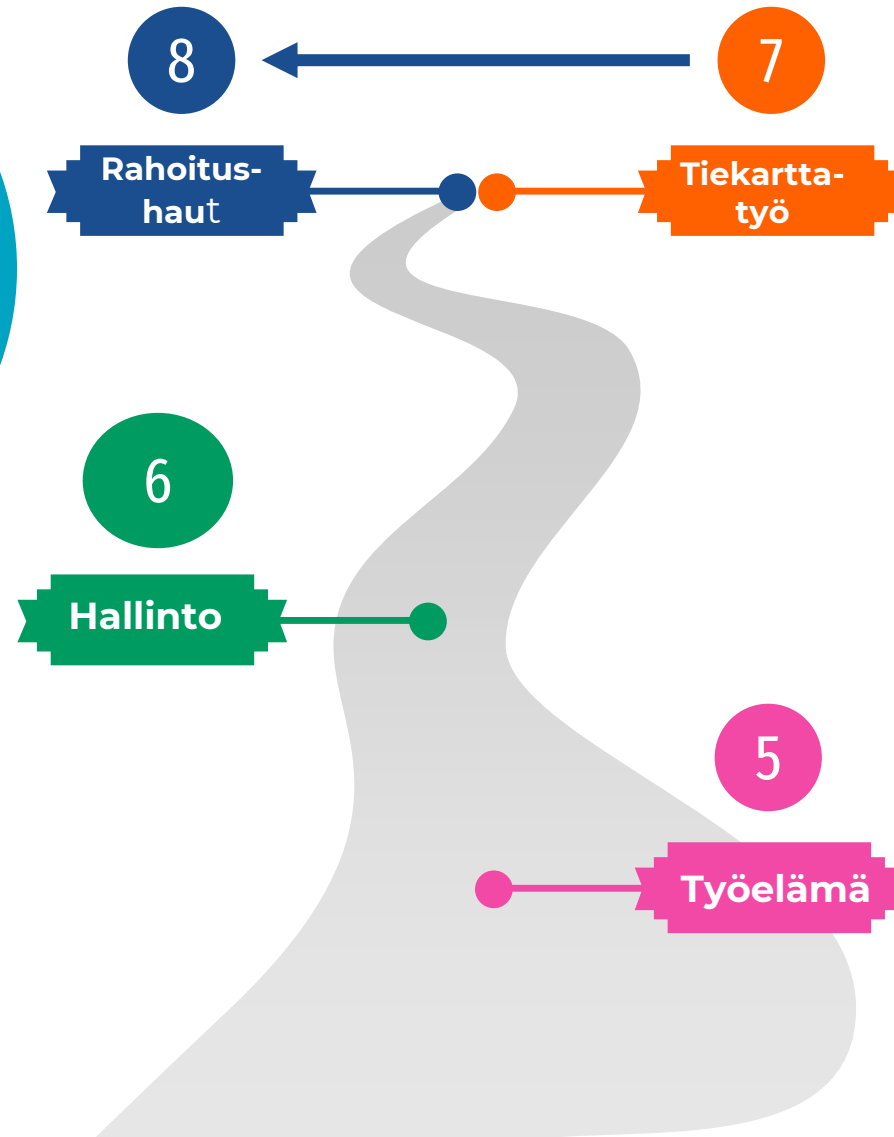 8
7
Rahoitus-
haut
Tiekartta-
työ
6
Hallinto
5
Työelämä